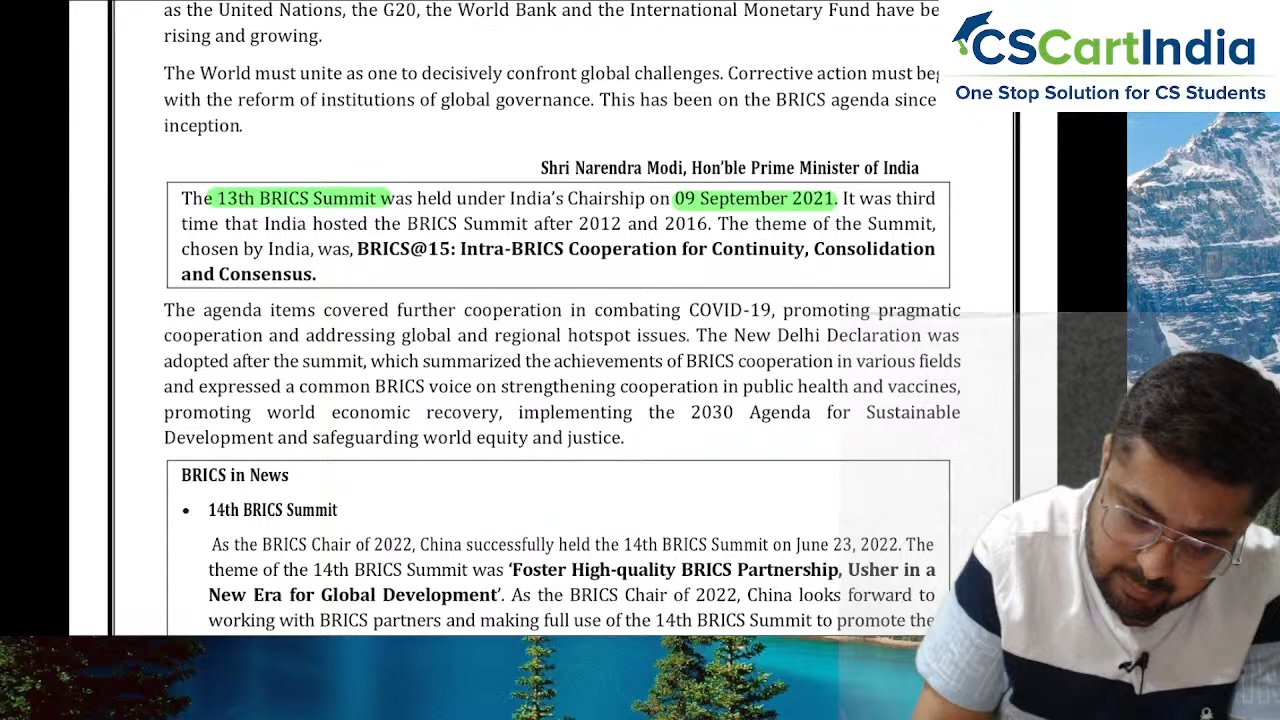 as the United Nations, the G20, the World Bank and the International Monetary Fund have be
rising and growing.
The World must unite as one to decisively confront global challenges. Corrective action must beg
with the reform of institutions of global governance. This has been on the BRICS agenda since
inception.
Shri Narendra Modi, Hon’ble Prime Minister of India
The 13th BRICS Summit was held under India’s Chairship on 09 September 2021. It was third
time that India hosted the BRICS Summit after 2012 and 2016. The theme of the Summit,
chosen by India, was, BRICS@15: Intra-BRICS Cooperation for Continuity, Consolidation
and Consensus.
The agenda items covered further cooperation in combating COVID-19, promoting pragmatic
cooperation and addressing global and regional hotspot issues. The New Delhi Declaration was
adopted after the summit, which summarized the achievements of BRICS cooperation in various fields
and expressed a common BRICS voice on strengthening cooperation in public health and vaccines,
promoting world economic recovery, implementing the 2030 Agenda for Sustainable
Development and safeguarding world equity and justice.
BRICS in News
• 14th BRICS Summit
As the BRICS Chair of 2022, China successfully held the 14th BRICS Summit on June 23, 2022. The
theme of the 14th BRICS Summit was ‘Foster High-quality BRICS Partnership, Usher in a
New Era for Global Development’. As the BRICS Chair of 2022, China looks forward to
working with BRICS partners and making full use of the 14th BRICS Summit to promote the
CSCartIndia
One Stop Solution for CS Students